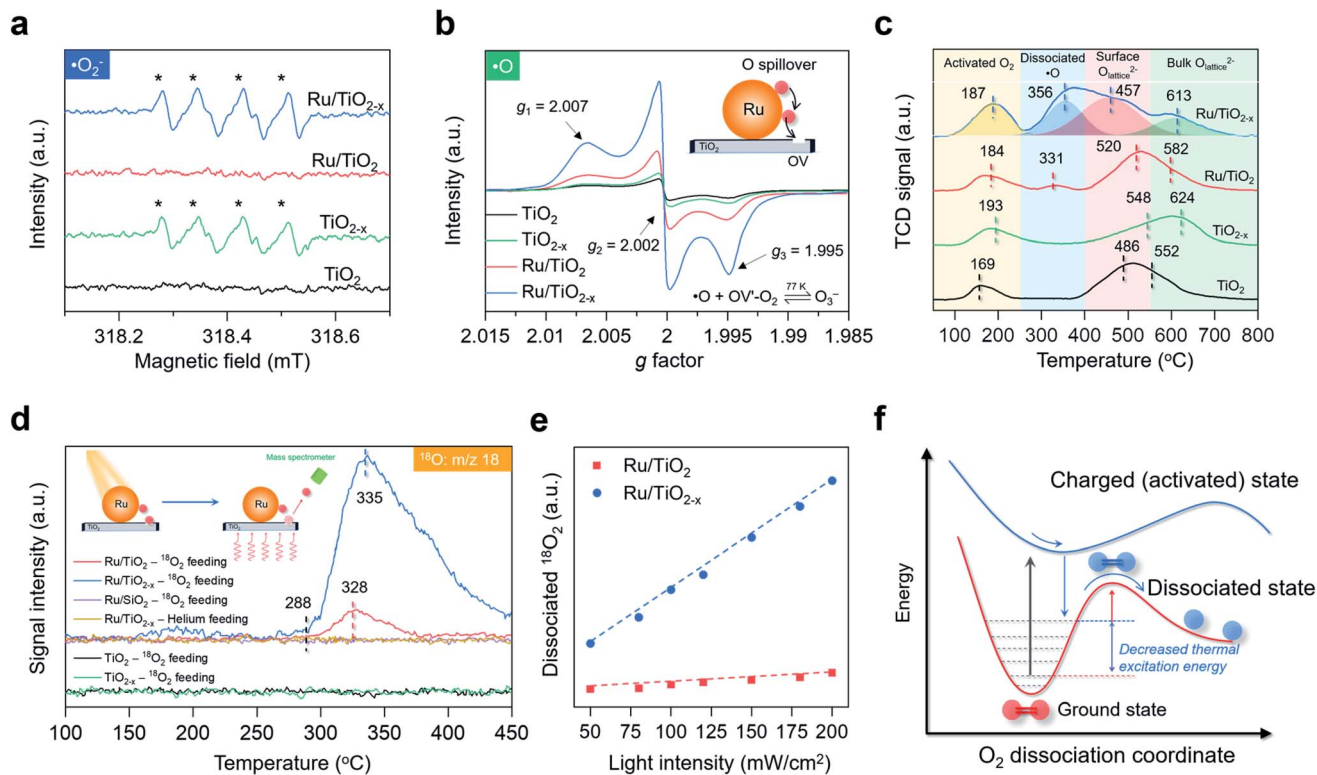 a
•O₂⁻
* * * *
Ru/TiO₂₋ₓ
Ru/TiO₂
* * * *
TiO₂₋ₓ
TiO₂
Intensity (a.u.)
318.2 318.4 318.6
Magnetic field (mT)
b
•O
O spillover
Ru
TiO₂
OV
g₁ = 2.007
g₂ = 2.002
g₃ = 1.995
TiO₂
TiO₂₋ₓ
Ru/TiO₂
Ru/TiO₂₋ₓ
•O + OV'-O₂ ⇌ O₃⁻
77 K
Intensity (a.u.)
2.015 2.01 2.005 2 1.995 1.99 1.985
g factor
c
Activated O₂
Dissociated
•O
Surface
O_lattice²⁻
Bulk O_lattice²⁻
187 356 457 613
Ru/TiO₂₋ₓ
184 331 520 582
Ru/TiO₂
193 548 624
TiO₂₋ₓ
169 486 552
TiO₂
TCD signal (a.u.)
100 200 300 400 500 600 700 800
Temperature (°C)
d
¹⁸O: m/z 18
Mass spectrometer
Ru
TiO₂
Ru
TiO₂
335
328
288
Ru/TiO₂ – ¹⁸O₂ feeding
Ru/TiO₂₋ₓ – ¹⁸O₂ feeding
Ru/SiO₂ – ¹⁸O₂ feeding
Ru/TiO₂₋ₓ – Helium feeding
TiO₂ – ¹⁸O₂ feeding
TiO₂₋ₓ – ¹⁸O₂ feeding
Signal intensity (a.u.)
100 150 200 250 300 350 400 450
Temperature (°C)
e
Ru/TiO₂
Ru/TiO₂₋ₓ
Dissociated ¹⁸O₂ (a.u.)
50 75 100 125 150 175 200
Light intensity (mW/cm²)
f
Charged (activated) state
Dissociated state
Decreased thermal
excitation energy
Ground state
Energy
O₂ dissociation coordinate